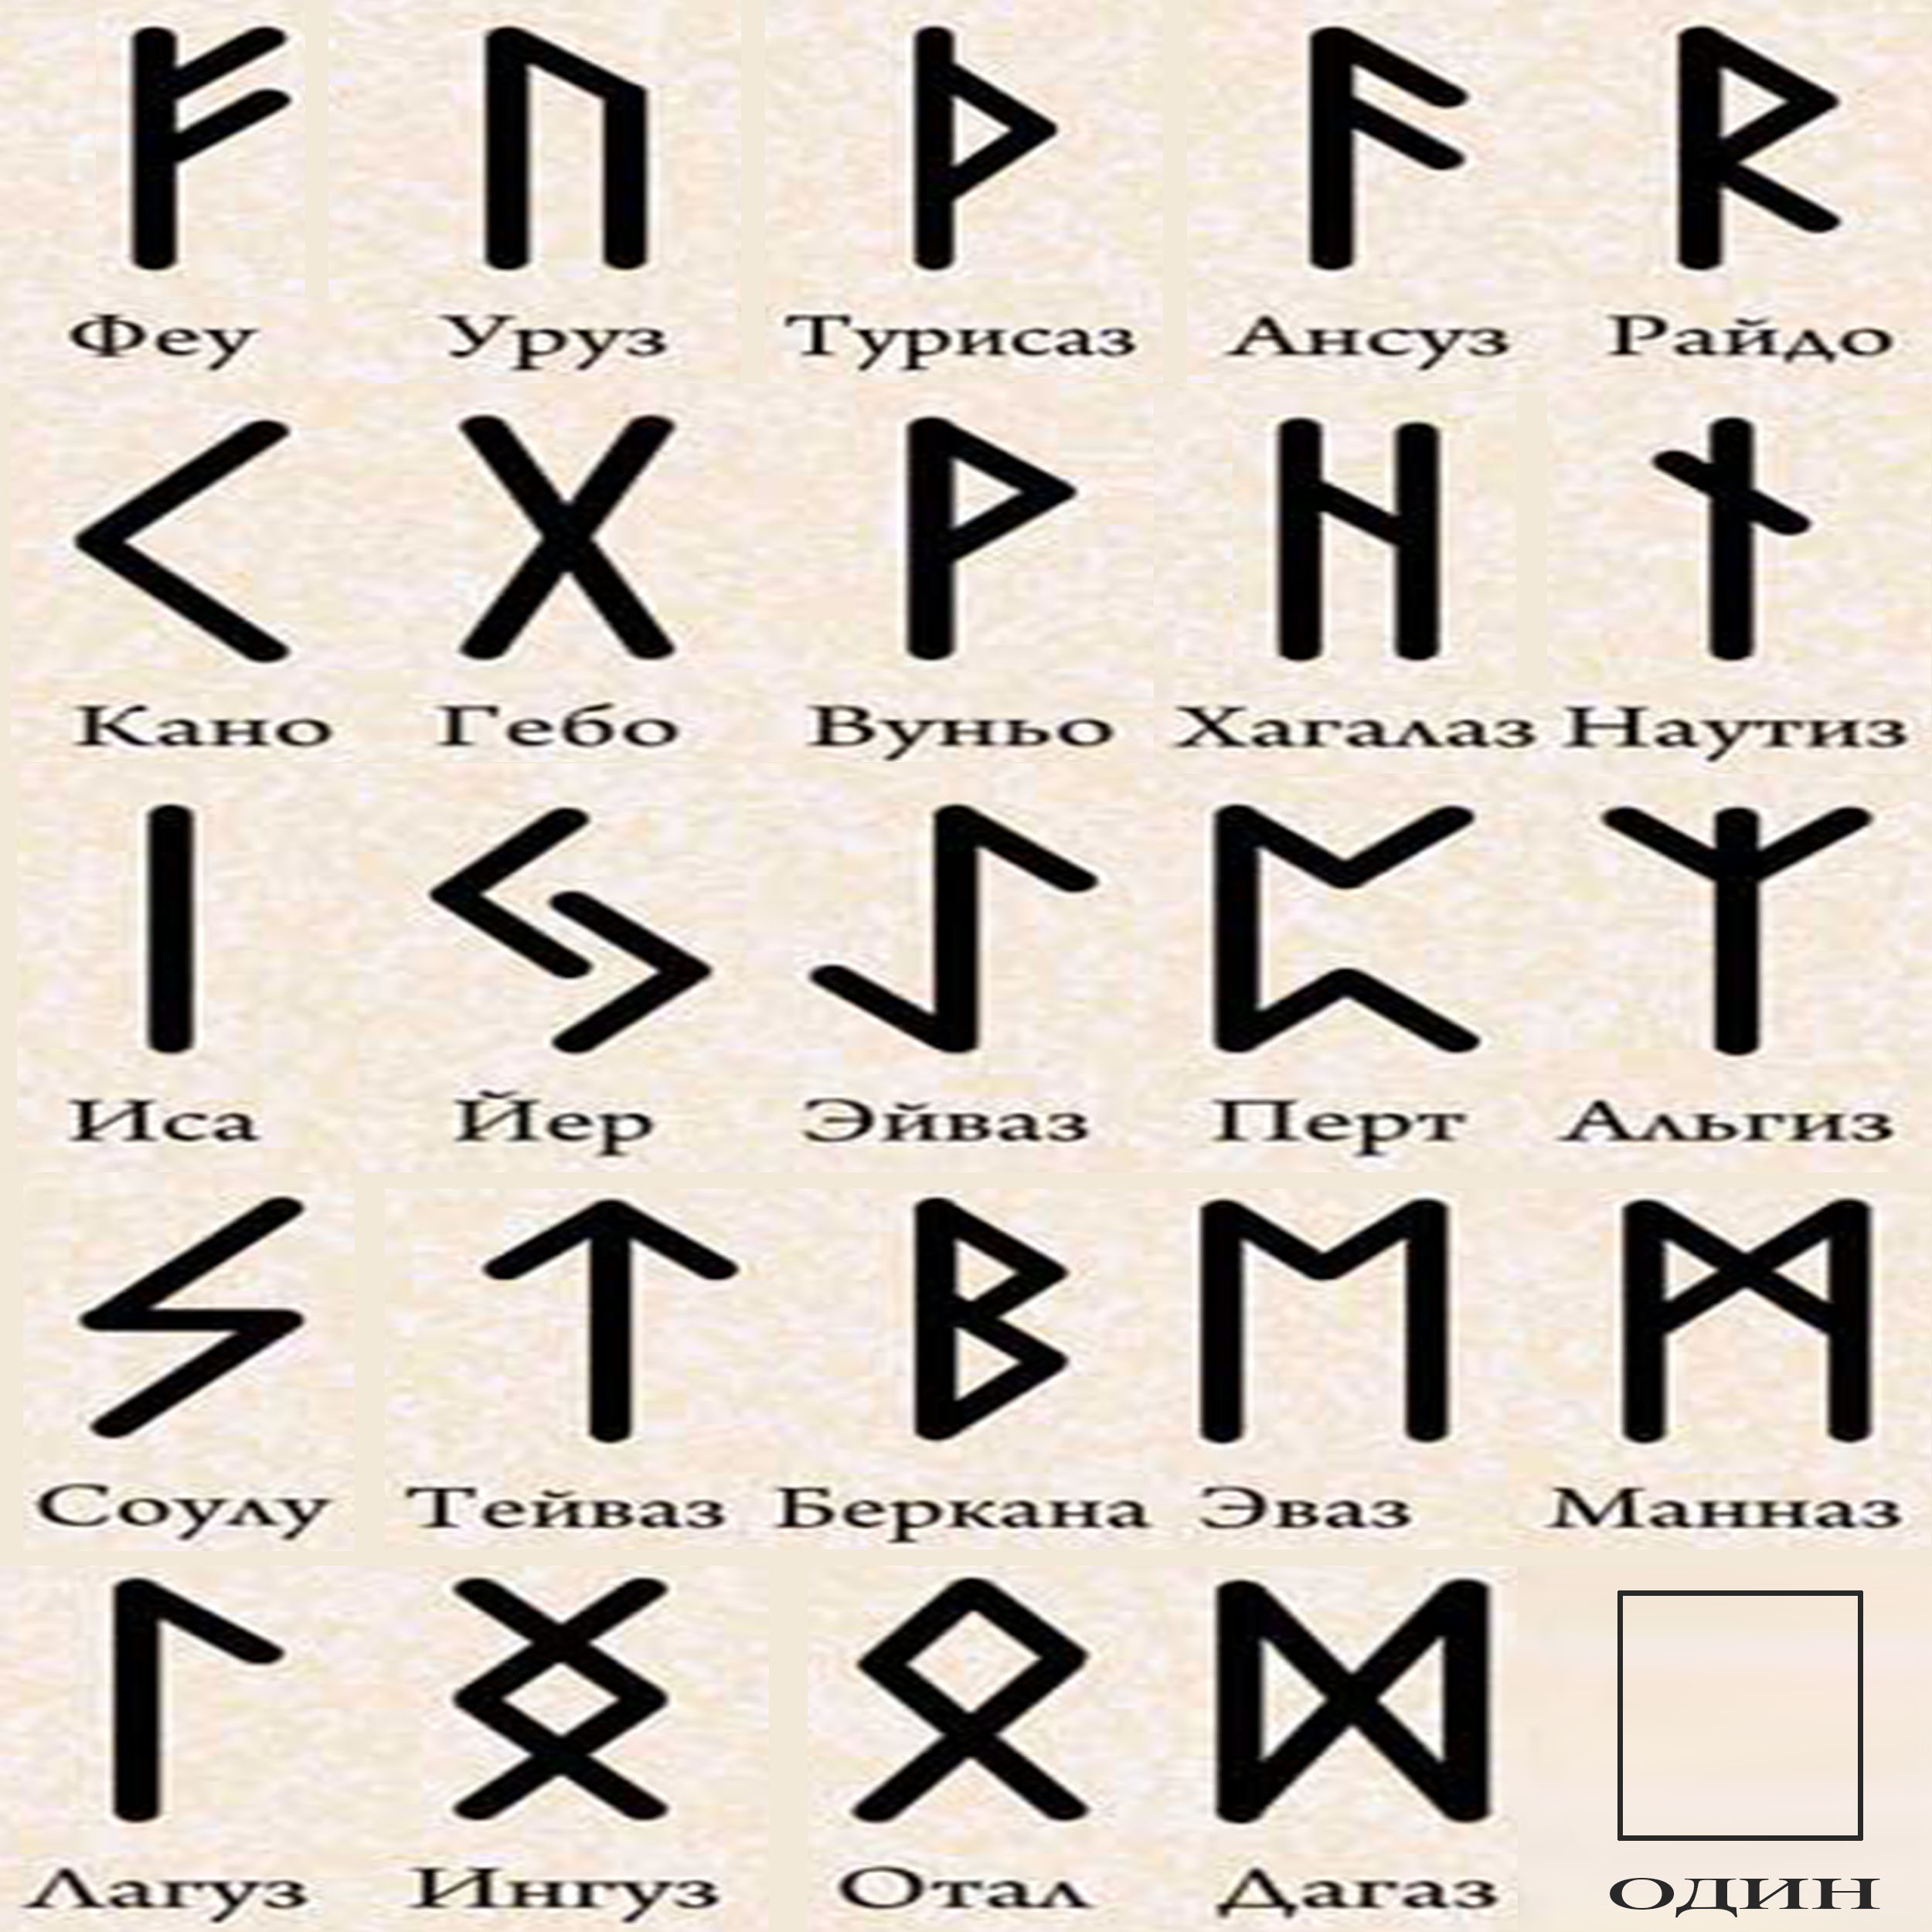 ᚠ ᚢ ᚦ ᚨ ᚱ
Феу Уруз Турисаз Ансуз Райдо
ᚲ ᚷ ᚹ ᚺ ᚾ
Кано Гебо Вуньо Хагалаз Наутиз
ᛁ ᛃ ᛇ ᛈ ᛉ
Иса Йер Эйваз Перт Альгиз
ᛊ ᛏ ᛒ ᛖ ᛗ
Соулу Тейваз Беркана Эваз Манназ
ᛚ ᛝ ᛟ ᛞ
Лагуз Ингуз Отал Дагаз один